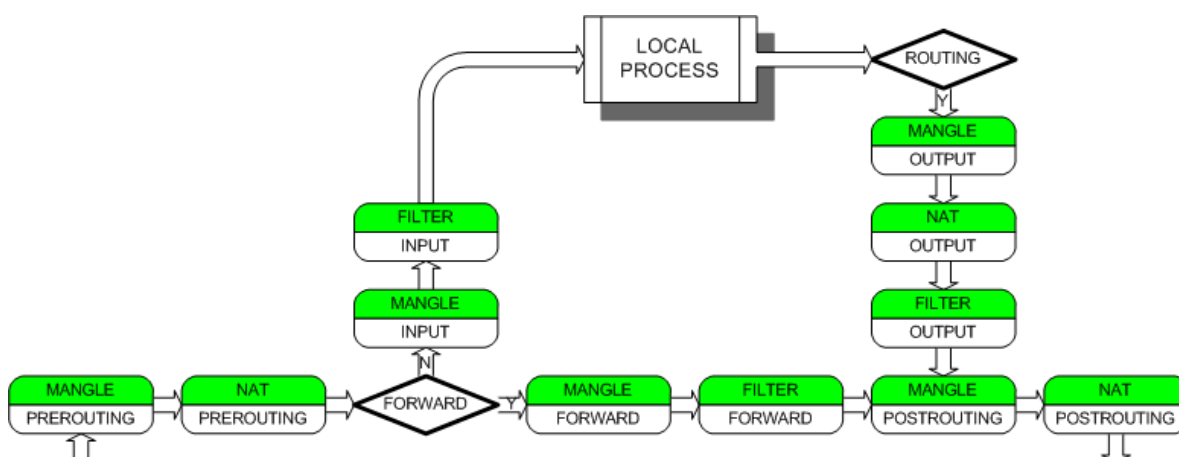 LOCAL
PROCESS
ROUTING
Y
MANGLE
OUTPUT
FILTER
INPUT
NAT
OUTPUT
MANGLE
INPUT
FILTER
OUTPUT
N
MANGLE
PREROUTING
NAT
PREROUTING
FORWARD
Y
MANGLE
FORWARD
FILTER
FORWARD
MANGLE
POSTROUTING
NAT
POSTROUTING